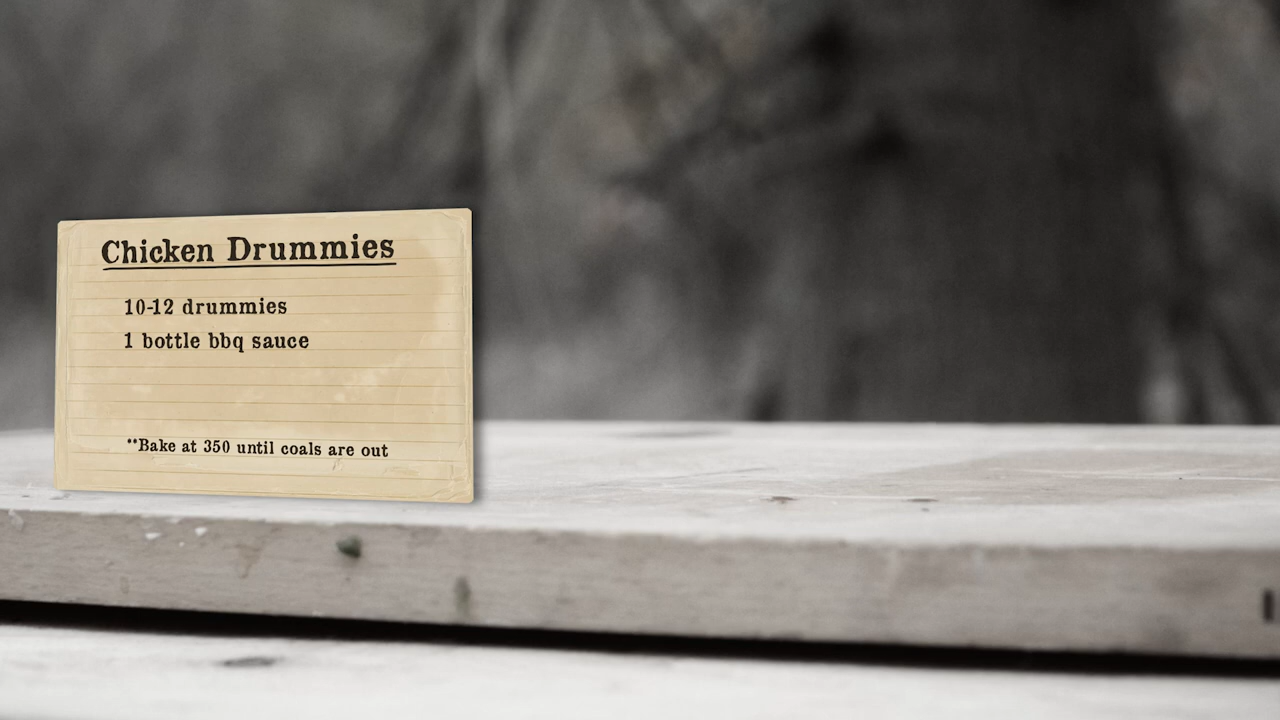 Chicken Drummies
10-12 drummies
1 bottle bbq sauce
**Bake at 350 until coals are out